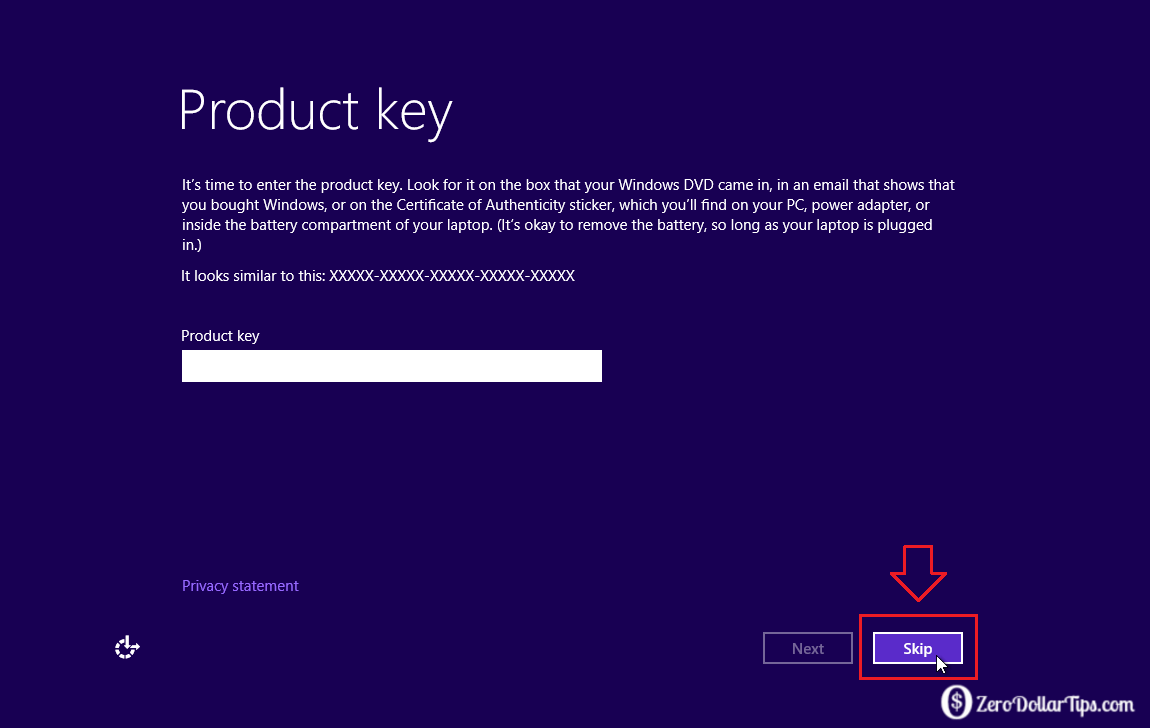 Product key
It's time to enter the product key. Look for it on the box that your Windows DVD came in, in an email that shows that
you bought Windows, or on the Certificate of Authenticity sticker, which you'll find on your PC, power adapter, or
inside the battery compartment of your laptop. (It's okay to remove the battery, so long as your laptop is plugged
in.)
It looks similar to this: XXXXX-XXXXX-XXXXX-XXXXX-XXXXX
Product key
Privacy statement
Next
Skip
$ ZeroDollarTips.com